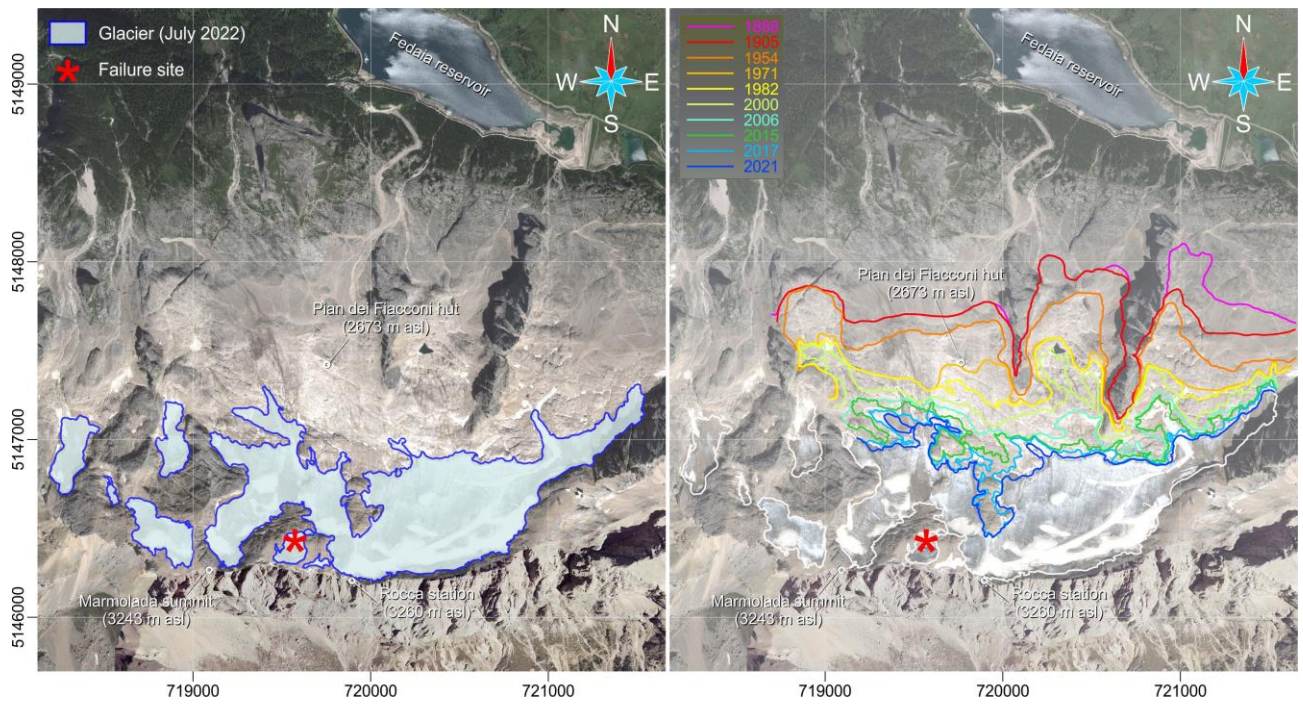 Glacier (July 2022)
Failure site
Fedaia reservoir
N
W
E
S
5149000
5148000
5147000
5146000
Pian dei Fiacconi hut
(2673 m asl)
Marmolada summit
(3243 m asl)
Rocca station
(3260 m asl)
719000
720000
721000
1888
1905
1954
1971
1982
2000
2006
2015
2017
2021
Fedaia reservoir
N
W
E
S
Pian dei Fiacconi hut
(2673 m asl)
Marmolada summit
(3243 m asl)
Rocca station
(3260 m asl)
719000
720000
721000